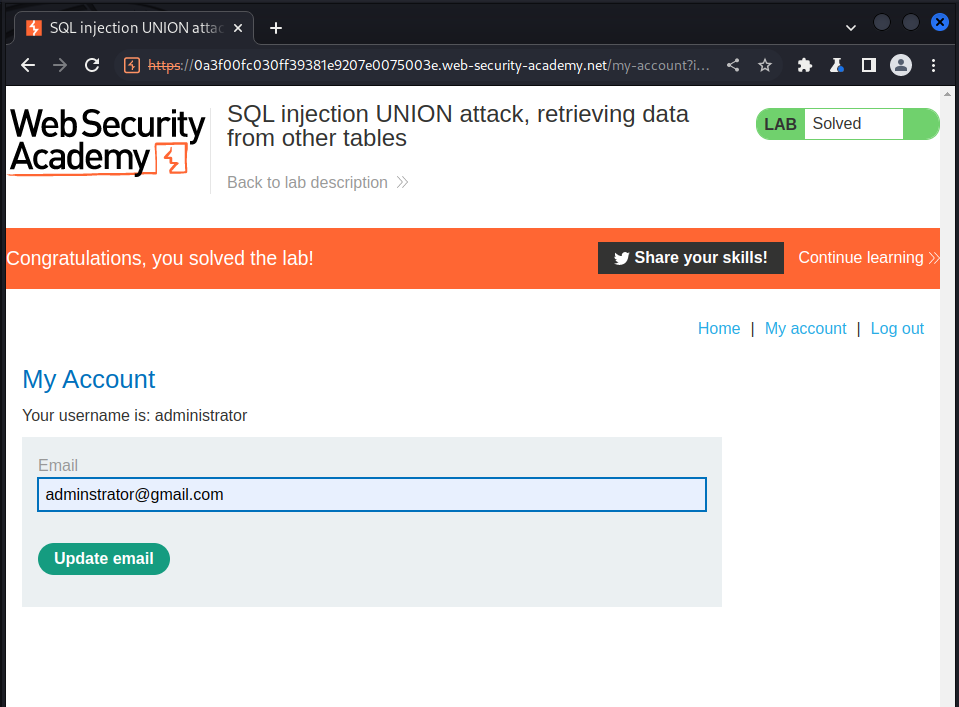 SQL injection UNION attac
https://0a3f00fc030ff39381e9207e0075003e.web-security-academy.net/my-account?i...
Web Security
Academy
SQL injection UNION attack, retrieving data
from other tables
Back to lab description
LAB Solved
Congratulations, you solved the lab!
Share your skills!
Continue learning
Home | My account | Log out
My Account
Your username is: administrator
Email
adminstrator@gmail.com
Update email